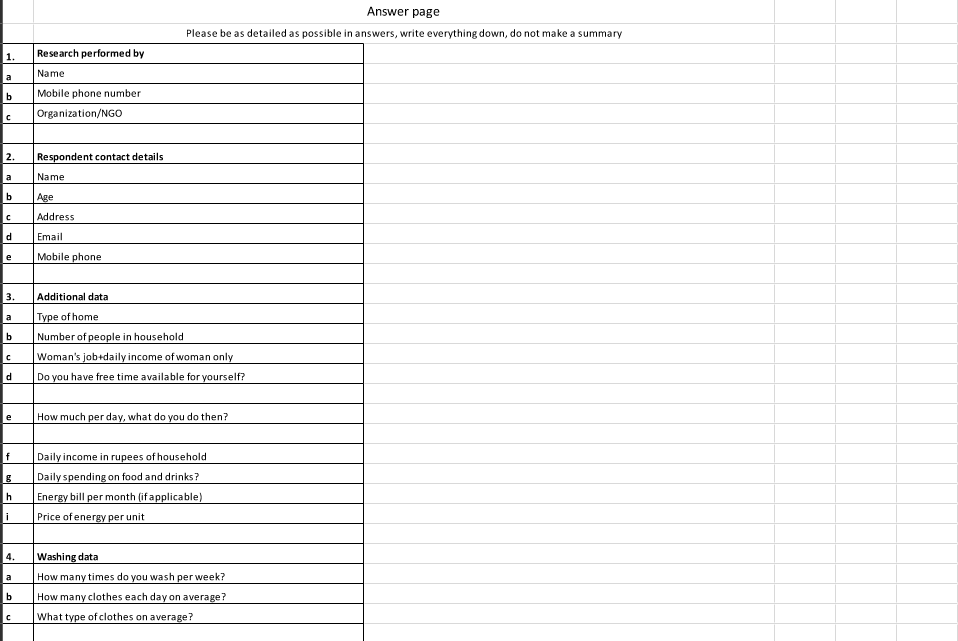 Answer page
Please be as detailed as possible in answers, write everything down, do not make a summary
1. Research performed by
a Name
b Mobile phone number
c Organization/NGO
2. Respondent contact details
a Name
b Age
c Address
d Email
e Mobile phone
3. Additional data
a Type of home
b Number of people in household
c Woman's job+daily income of woman only
d Do you have free time available for yourself?
e How much per day, what do you do then?
f Daily income in rupees of household
g Daily spending on food and drinks?
h Energy bill per month (if applicable)
i Price of energy per unit
4. Washing data
a How many times do you wash per week?
b How many clothes each day on average?
c What type of clothes on average?